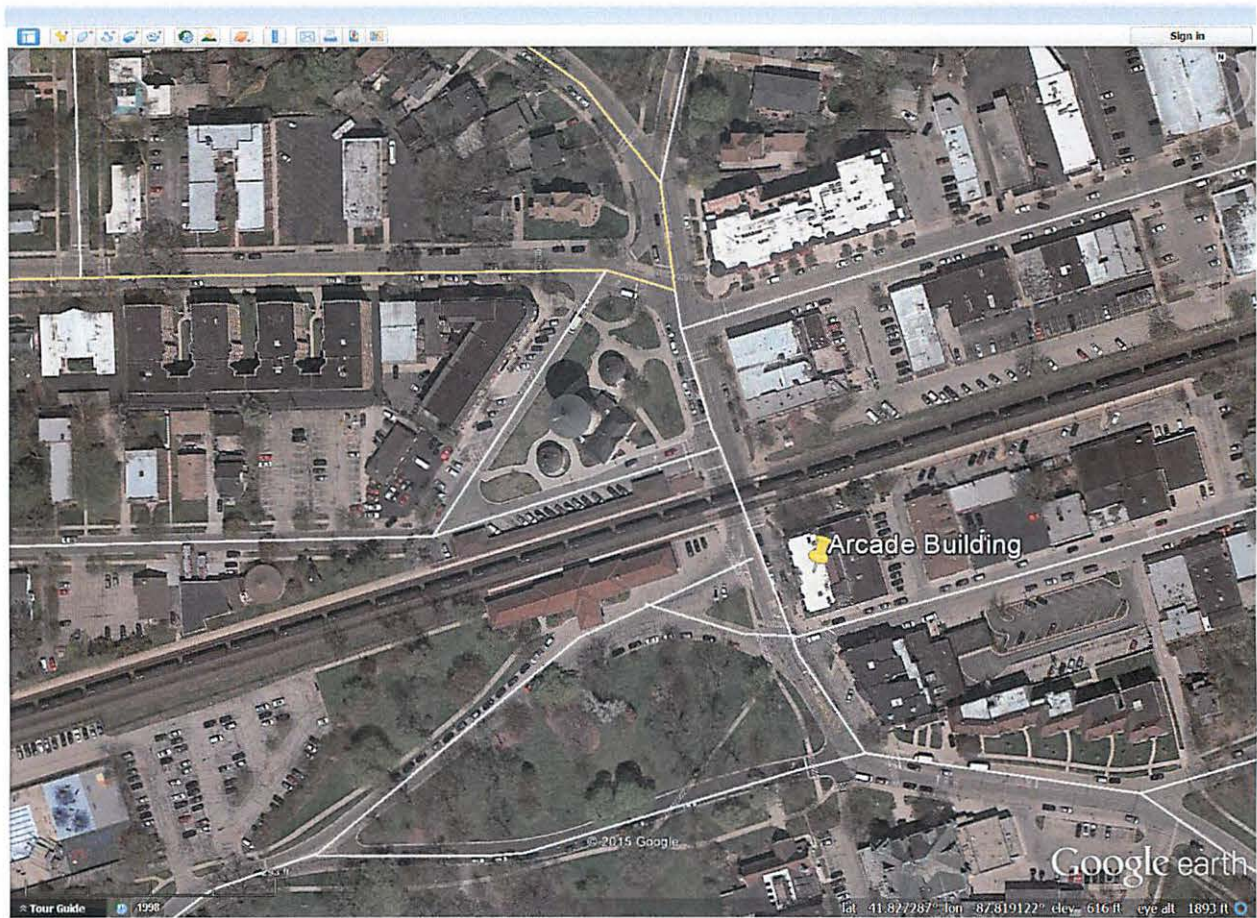 Sign in
N
Arcade Building
© 2015 Google
Google earth
Tour Guide
1998
lat 41.827287° lon -87.819122° elev 616 ft eye alt 1893 ft